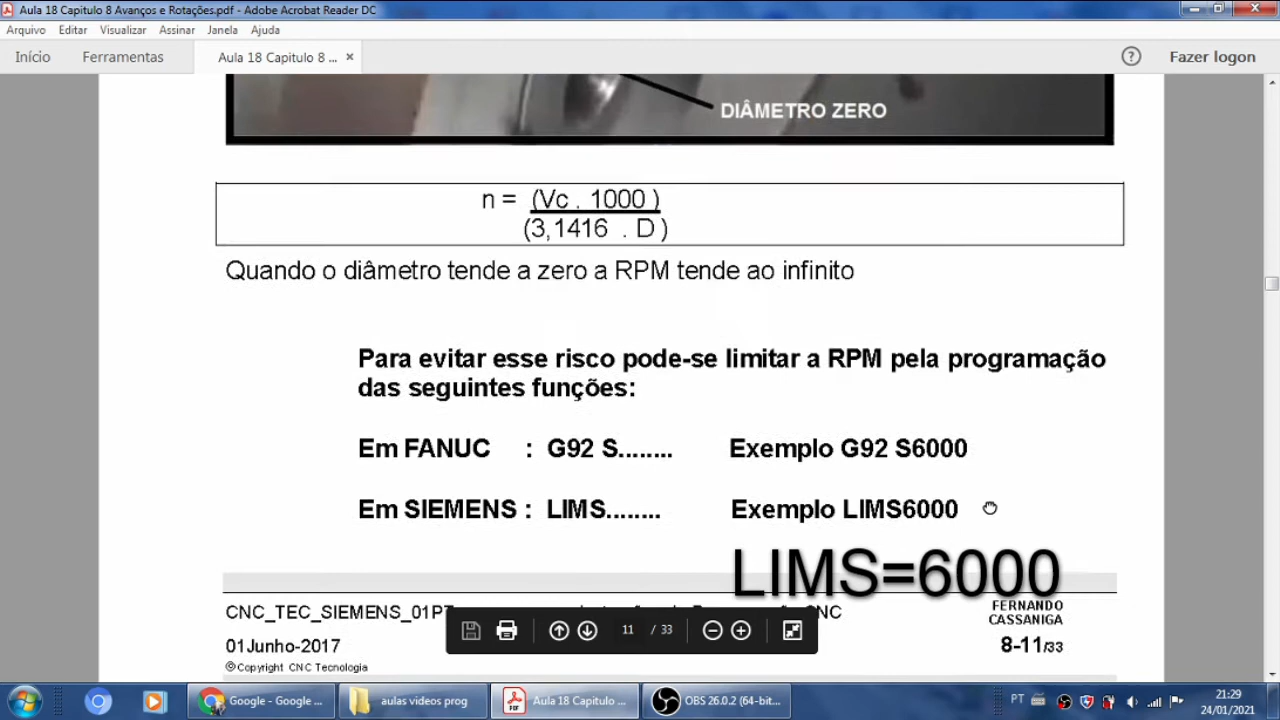 Aula 18 Capitulo 8 Avanços e Rotações.pdf - Adobe Acrobat Reader DC
Arquivo Editar Visualizar Assinar Janela Ajuda
Início Ferramentas Aula 18 Capitulo 8 ... × ? Fazer logon
DIÂMETRO ZERO
n = (Vc . 1000 )
(3,1416 . D )
Quando o diâmetro tende a zero a RPM tende ao infinito
Para evitar esse risco pode-se limitar a RPM pela programação
das seguintes funções:
Em FANUC : G92 S........ Exemplo G92 S6000
Em SIEMENS : LIMS........ Exemplo LIMS6000
LIMS=6000
CNC_TEC_SIEMENS_01PT
FERNANDO
CASSANIGA
11 / 33
01Junho-2017
8-11/33
©Copyright CNC Tecnologia
Google - Google ... aulas videos prog Aula 18 Capitulo ... OBS 26.0.2 (64-bit... PT 21:29
24/01/2021